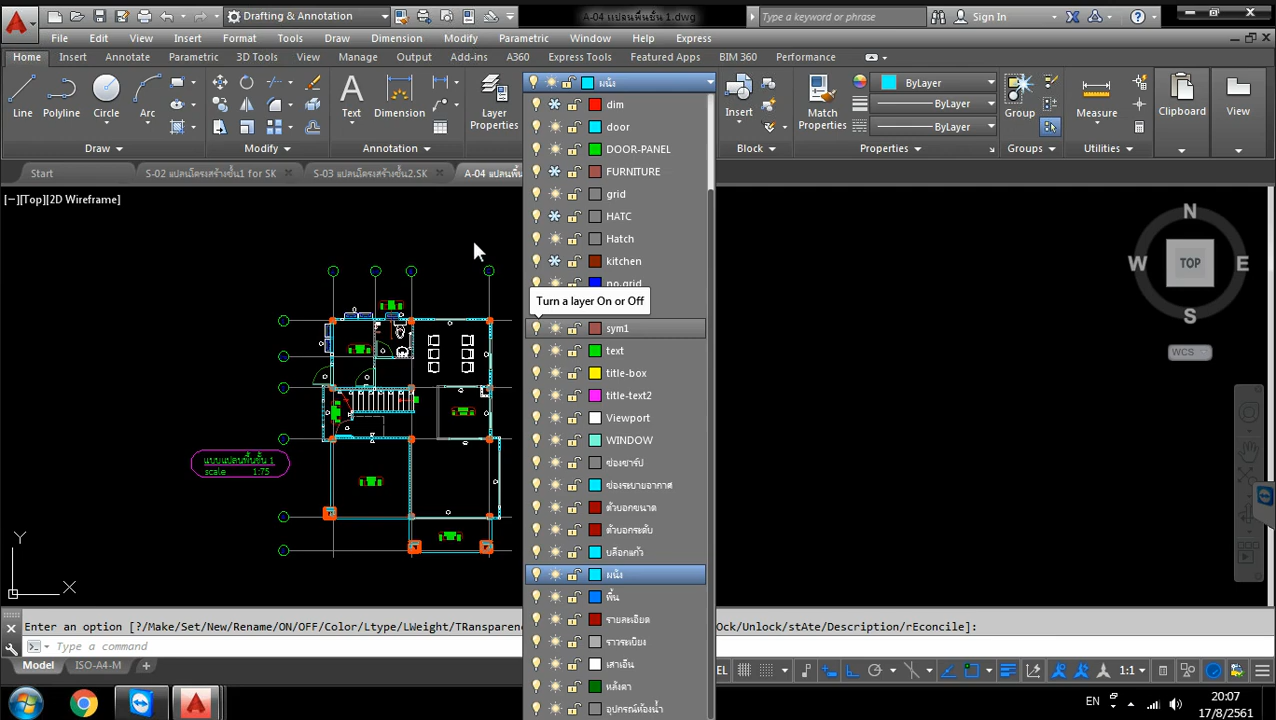 Drafting & Annotation
A-04 แปลนพื้นชั้น 1.dwg
Type a keyword or phrase
Sign In
File Edit View Insert Format Tools Draw Dimension Modify Parametric Window Help Express
Home Insert Annotate Parametric 3D Tools View Manage Output Add-ins A360 Express Tools Featured Apps BIM 360 Performance
Line Polyline Circle Arc Text Dimension Layer Properties Insert Match Properties Group Measure Clipboard View
ผนัง
ByLayer
ByLayer
ByLayer
Draw Modify Annotation Block Properties Groups Utilities
Start S-02 แปลนโครงสร้างชั้น1 for SK S-03 แปลนโครงสร้างชั้น2.SK A-04 แปลนพื้น
[−][Top][2D Wireframe]
dim
door
DOOR-PANEL
FURNITURE
grid
HATC
Hatch
kitchen
no.grid
Turn a layer On or Off
sym1
text
title-box
title-text2
Viewport
WINDOW
ช่องชาร์ป
ช่องระบายอากาศ
ตัวบอกขนาด
ตัวบอกระดับ
บล็อกแก้ว
ผนัง
พื้น
รายละเอียด
ราวระเบียง
เสาเอ็น
หลังคา
อุปกรณ์ห้องน้ำ
N
W TOP E
S
WCS
แบบแปลนพื้นชั้น 1
scale 1:75
Y
X
Enter an option [?/Make/Set/New/Rename/ON/OFF/Color/Ltype/LWeight/TRansparen
ock/Unlock/stAte/Description/rEconcile]:
Type a command
Model ISO-A4-M
1:1
EN
20:07
17/8/2561